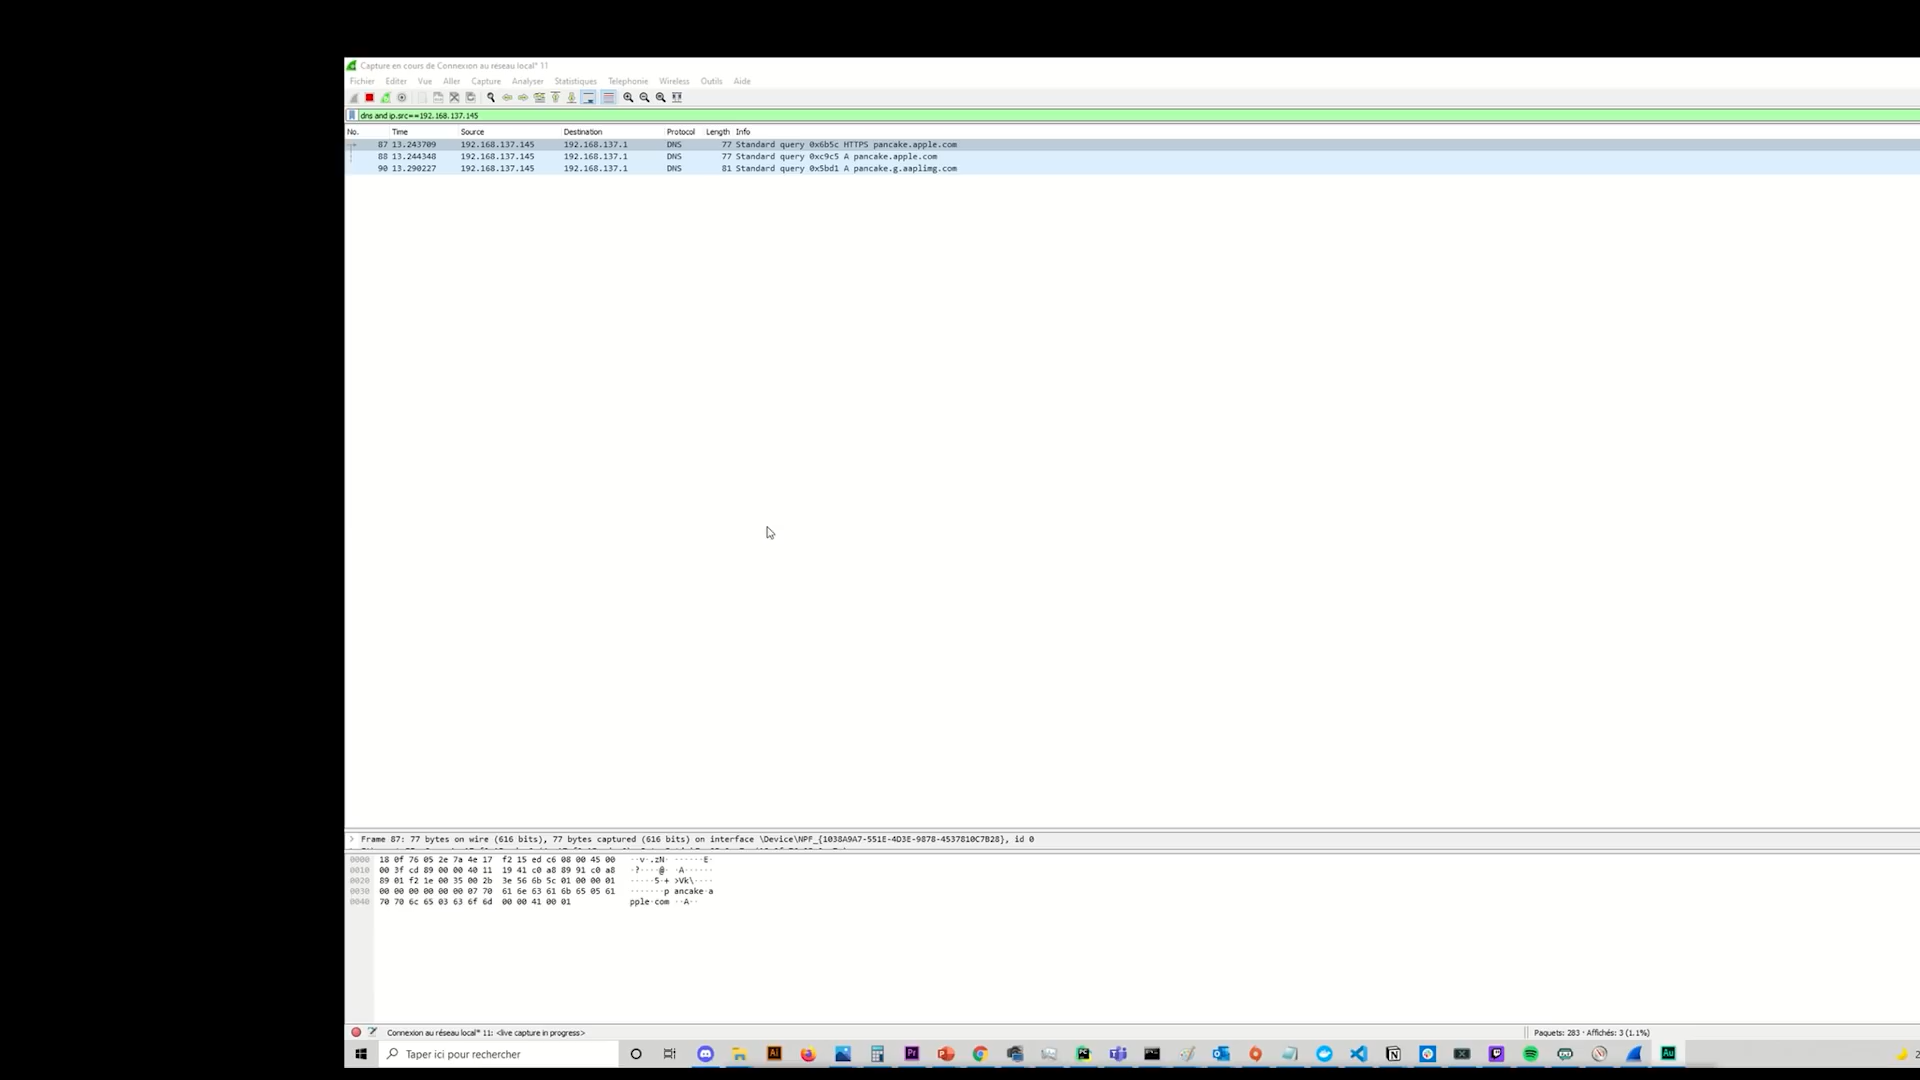 Capture en cours de Connexion au réseau local* 11
Fichier Editer Vue Aller Capture Analyser Statistiques Telephonie Wireless Outils Aide
dns and ip.src==192.168.137.145
No. Time Source Destination Protocol Length Info
87 13.243709 192.168.137.145 192.168.137.1 DNS 77 Standard query 0x6b5c HTTPS pancake.apple.com
88 13.244348 192.168.137.145 192.168.137.1 DNS 77 Standard query 0xc9c5 A pancake.apple.com
90 13.290227 192.168.137.145 192.168.137.1 DNS 81 Standard query 0x5bd1 A pancake.g.aaplimg.com
Frame 87: 77 bytes on wire (616 bits), 77 bytes captured (616 bits) on interface \Device\NPF_{1038A9A7-551E-4D3E-9878-4537810C7B28}, id 0
0000 18 0f 76 05 2e 7a 4e 17 f2 15 ed c6 08 00 45 00 ··v·.zN· ······E·
0010 00 3f cd 89 00 00 40 11 19 41 c0 a8 89 91 c0 a8 ·?····@· ·A······
0020 89 01 f2 1e 00 35 00 2b 3e 56 6b 5c 01 00 00 01 ·····5·+ >Vk\····
0030 00 00 00 00 00 00 07 70 61 6e 63 61 6b 65 05 61 ·······p ancake·a
0040 70 70 6c 65 03 63 6f 6d 00 00 41 00 01 pple·com ··A··
Connexion au réseau local* 11: <live capture in progress>
Paquets: 283 · Affichés: 3 (1.1%)
Taper ici pour rechercher
Ai
Pr
Au